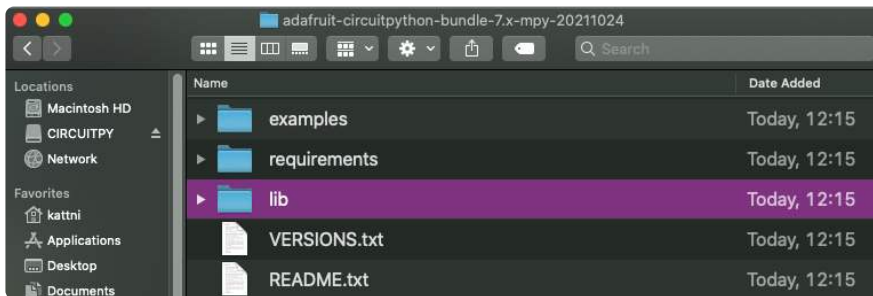 adafruit-circuitpython-bundle-7.x-mpy-20211024
Search
Locations
Macintosh HD
CIRCUITPY
Network
Favorites
kattni
Applications
Desktop
Documents
Name Date Added
examples Today, 12:15
requirements Today, 12:15
lib Today, 12:15
VERSIONS.txt Today, 12:15
README.txt Today, 12:15